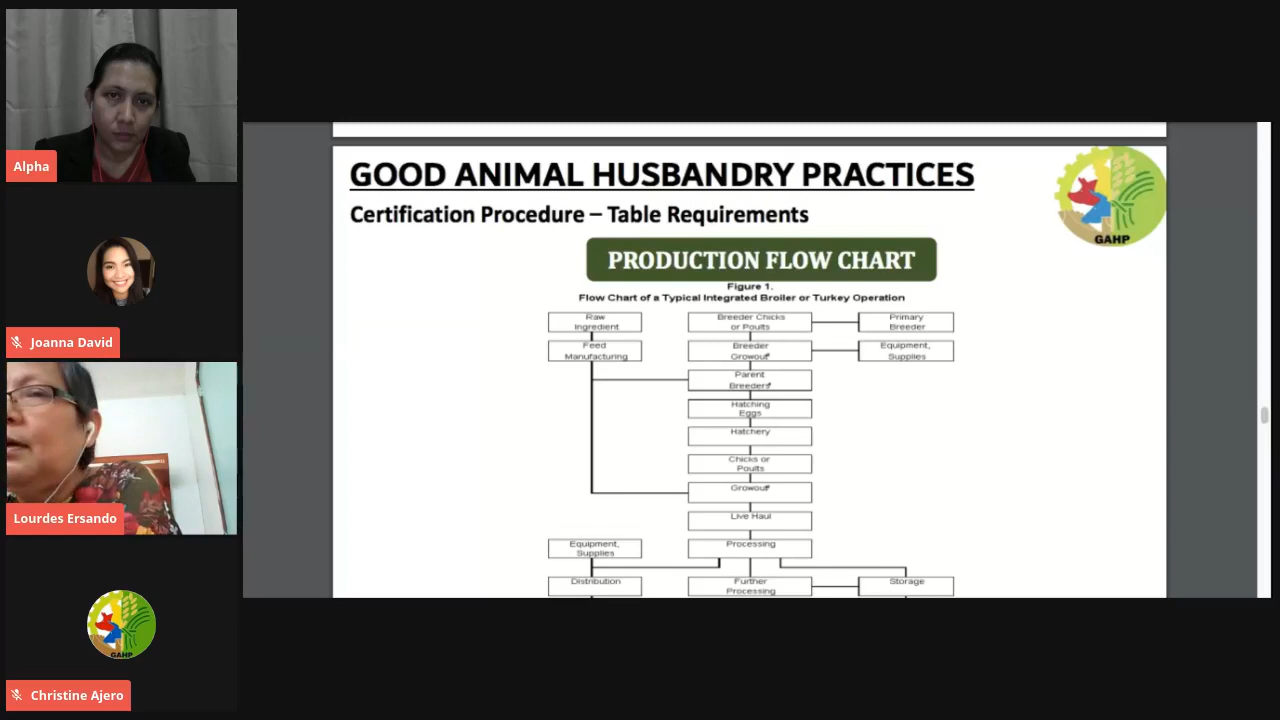 Alpha
Joanna David
Lourdes Ersando
GAHP
Christine Ajero
GOOD ANIMAL HUSBANDRY PRACTICES
Certification Procedure – Table Requirements
GAHP
PRODUCTION FLOW CHART
Figure 1.
Flow Chart of a Typical Integrated Broiler or Turkey Operation
Raw
Ingredient
Breeder Chicks
or Poults
Primary
Breeder
Feed
Manufacturing
Breeder
Growout
Equipment,
Supplies
Parent
Breeders
Hatching
Eggs
Hatchery
Chicks or
Poults
Growout
Live Haul
Equipment,
Supplies
Processing
Distribution
Further
Processing
Storage